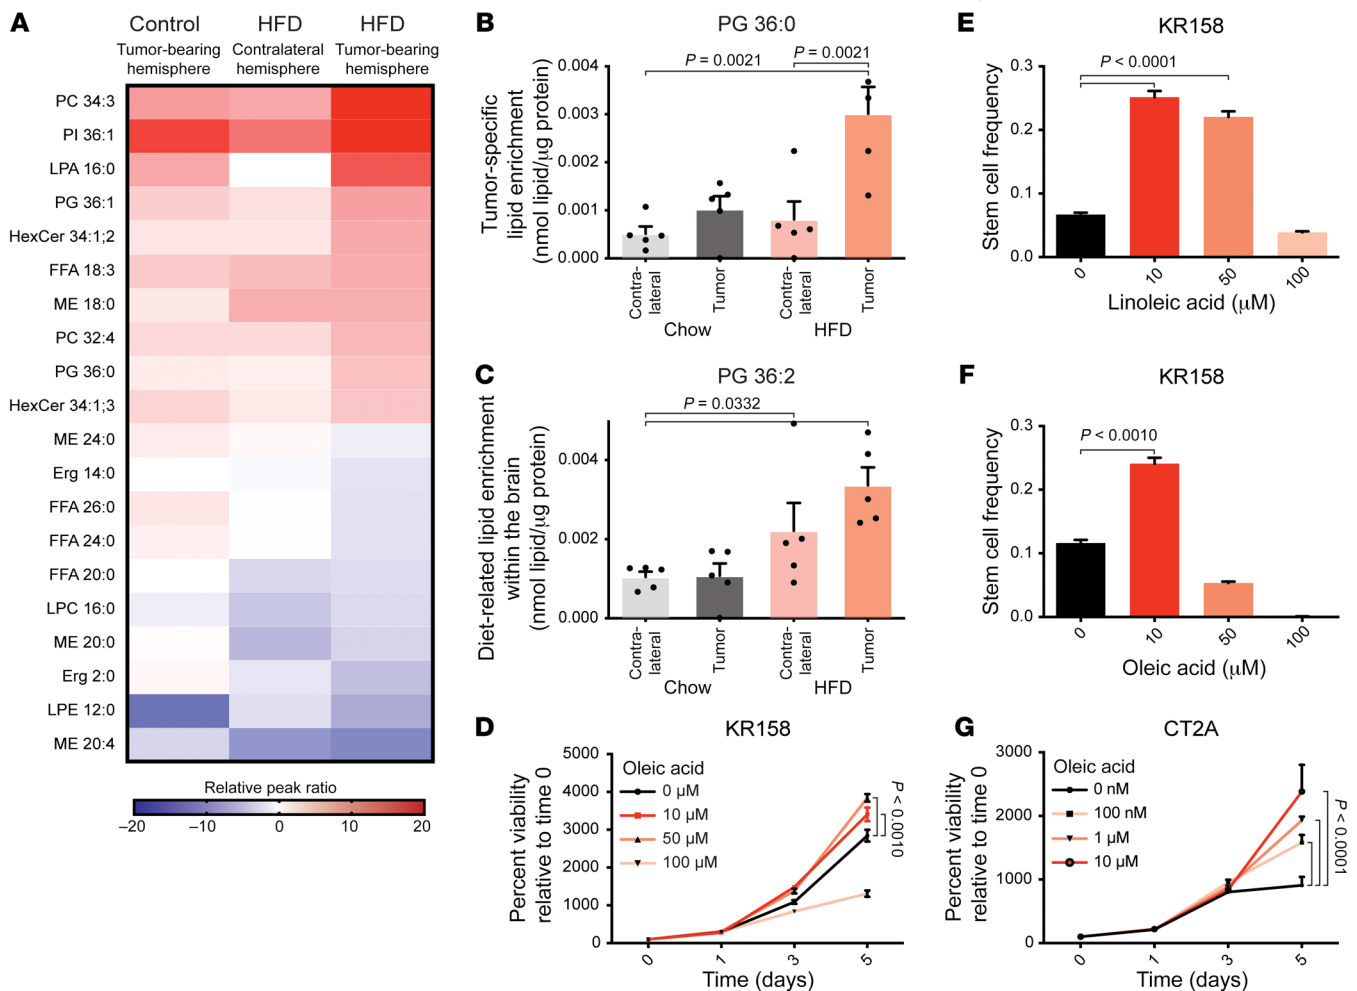 A
Control
HFD
HFD
Tumor-bearing
hemisphere
Contralateral
hemisphere
Tumor-bearing
hemisphere
PC 34:3
PI 36:1
LPA 16:0
PG 36:1
HexCer 34:1;2
FFA 18:3
ME 18:0
PC 32:4
PG 36:0
HexCer 34:1;3
ME 24:0
Erg 14:0
FFA 26:0
FFA 24:0
FFA 20:0
LPC 16:0
ME 20:0
Erg 2:0
LPE 12:0
ME 20:4
Relative peak ratio
–20
–10
0
10
20
B
PG 36:0
P = 0.0021
P = 0.0021
Tumor-specific
lipid enrichment
(nmol lipid/µg protein)
0.004
0.003
0.002
0.001
0.000
Contra-
lateral
Tumor
Contra-
lateral
Tumor
Chow
HFD
C
PG 36:2
P = 0.0332
Diet-related lipid enrichment
within the brain
(nmol lipid/µg protein)
0.004
0.002
0.000
Contra-
lateral
Tumor
Contra-
lateral
Tumor
Chow
HFD
D
KR158
Percent viability
relative to time 0
5000
4000
3000
2000
1000
0
Oleic acid
0 µM
10 µM
50 µM
100 µM
P < 0.0010
0
1
3
5
Time (days)
E
KR158
P < 0.0001
Stem cell frequency
0.3
0.2
0.1
0.0
0
10
50
100
Linoleic acid (µM)
F
KR158
P < 0.0010
Stem cell frequency
0.3
0.2
0.1
0.0
0
10
50
100
Oleic acid (µM)
G
CT2A
Percent viability
relative to time 0
3000
2000
1000
0
Oleic acid
0 nM
100 nM
1 µM
10 µM
P < 0.0001
0
1
3
5
Time (days)